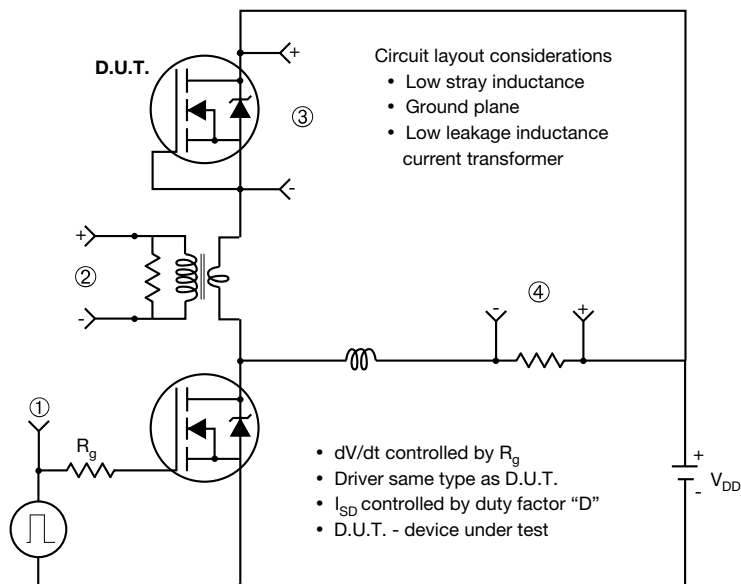 D.U.T.
+
-
③
Circuit layout considerations
• Low stray inductance
• Ground plane
• Low leakage inductance
current transformer
+
②
-
④
-
+
①
Rg
• dV/dt controlled by Rg
• Driver same type as D.U.T.
• ISD controlled by duty factor “D”
• D.U.T. - device under test
+
-
VDD